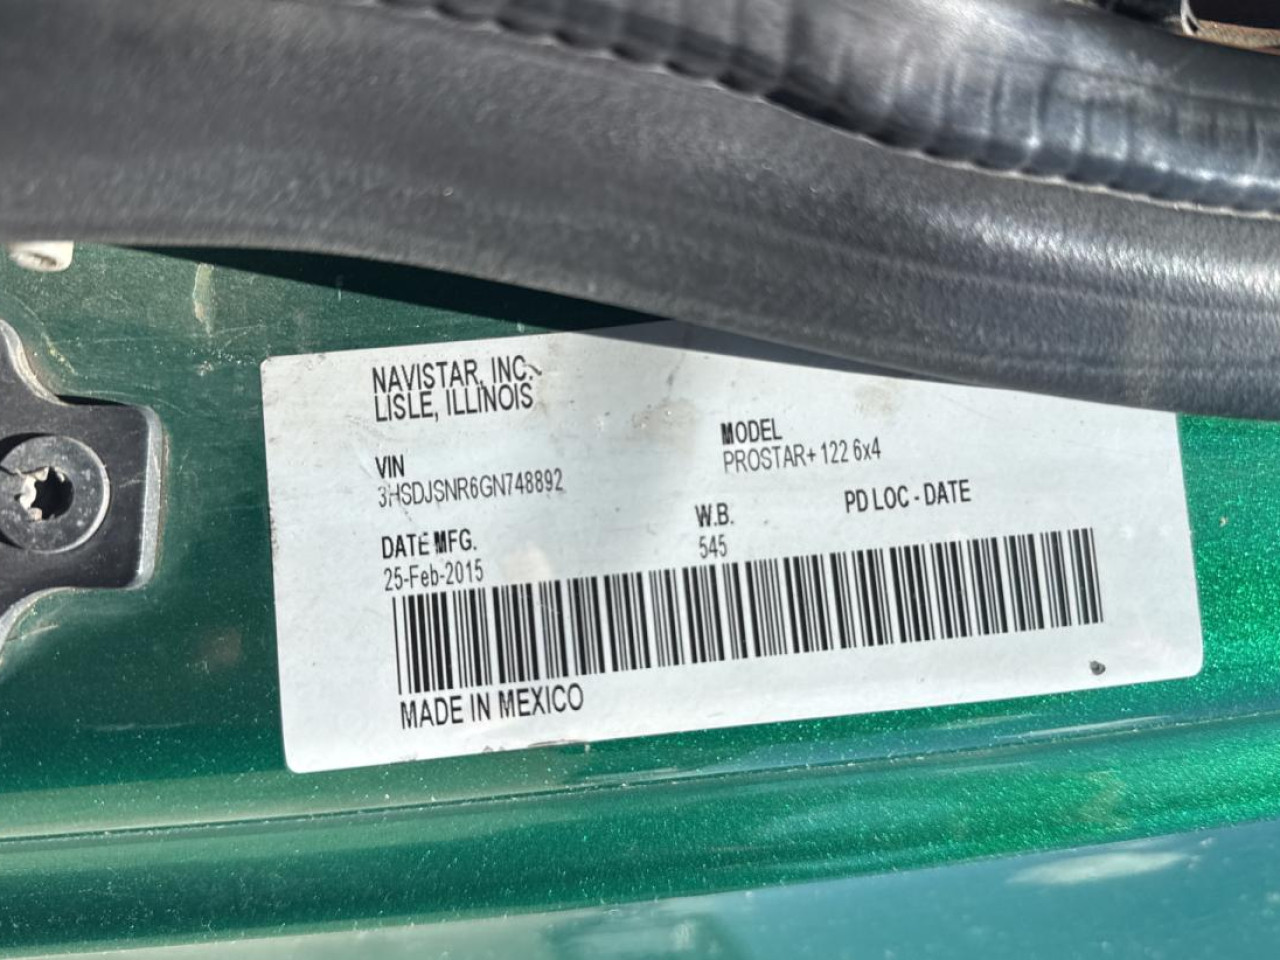 NAVISTAR, INC.
LISLE, ILLINOIS
VIN
3HSDJSNR6GN748892
MODEL
PROSTAR+ 122 6x4
DATE MFG.
25-Feb-2015
W.B.
545
PD LOC - DATE
MADE IN MEXICO